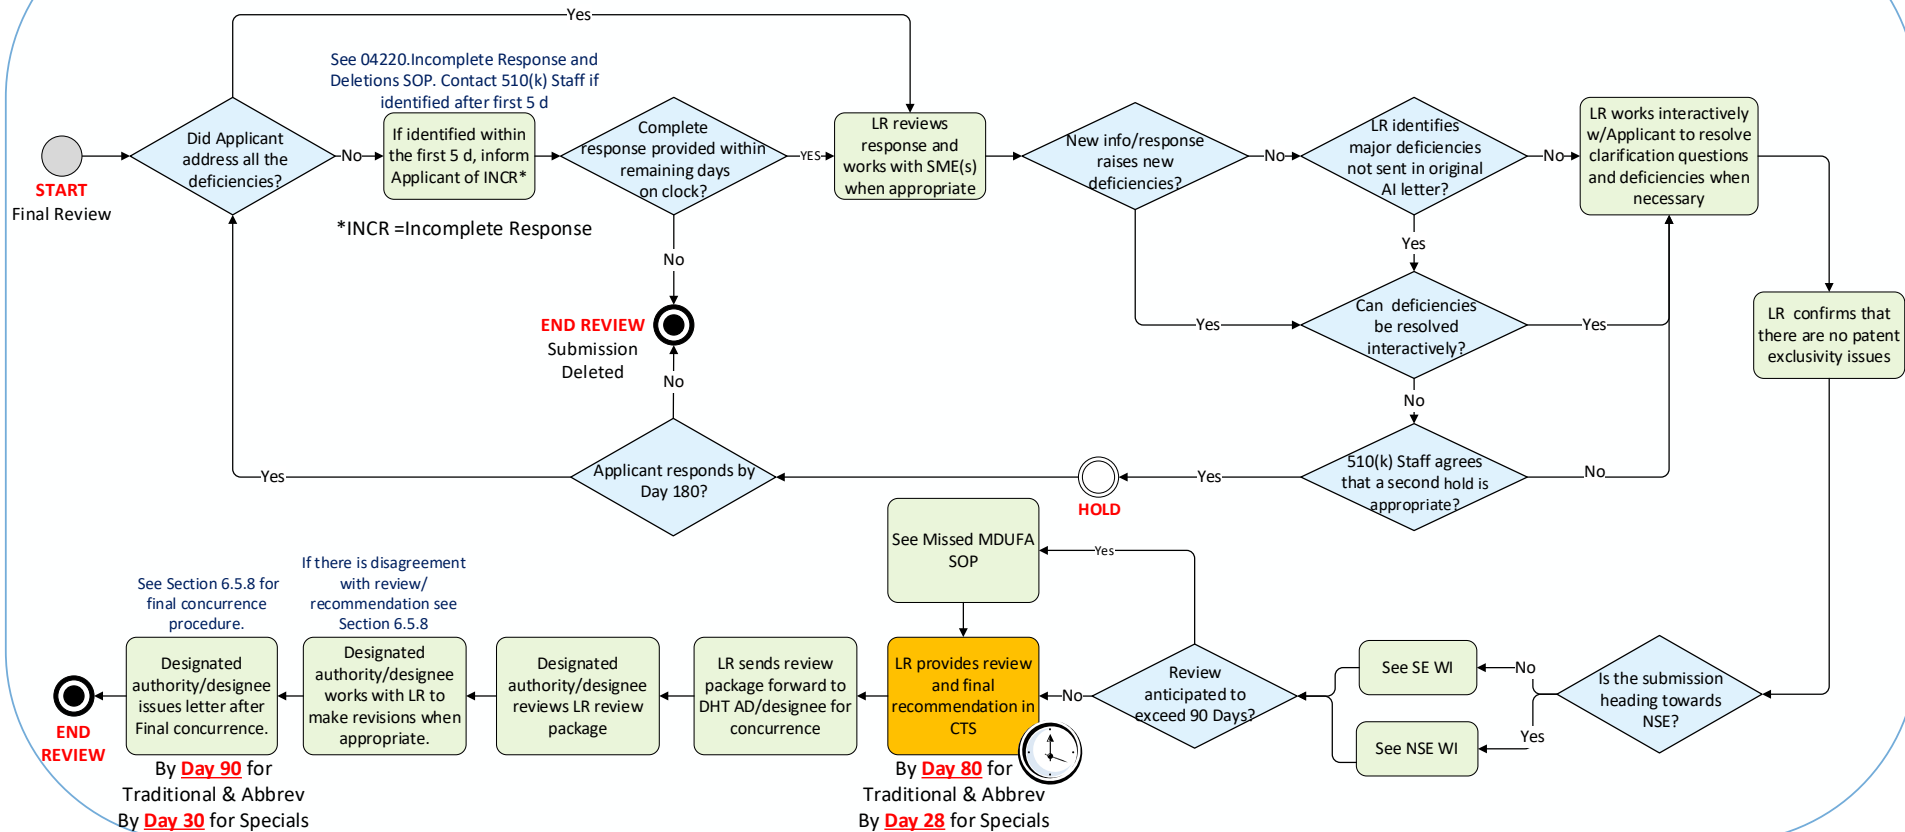 Yes
See 04220.Incomplete Response and
Deletions SOP. Contact 510(k) Staff if
identified after first 5 d
START
Final Review
Did Applicant
address all the
deficiencies?
No
If identified within
the first 5 d, inform
Applicant of INCR*
*INCR =Incomplete Response
Complete
response provided within
remaining days
on clock?
YES
No
LR reviews
response and
works with SME(s)
when appropriate
New info/response
raises new
deficiencies?
No
Yes
LR identifies
major deficiencies
not sent in original
AI letter?
No
Yes
LR works interactively
w/Applicant to resolve
clarification questions
and deficiencies when
necessary
Can deficiencies
be resolved
interactively?
Yes
No
LR confirms that
there are no patent
exclusivity issues
END REVIEW
Submission
Deleted
No
Applicant responds by
Day 180?
Yes
HOLD
Yes
510(k) Staff agrees
that a second hold is
appropriate?
No
See Missed MDUFA
SOP
Yes
Is the submission
heading towards
NSE?
No
Yes
See SE WI
See NSE WI
Review
anticipated to
exceed 90 Days?
No
LR provides review
and final
recommendation in
CTS
By Day 80 for
Traditional & Abbrev
By Day 28 for Specials
LR sends review
package forward to
DHT AD/designee for
concurrence
Designated
authority/designee
reviews LR review
package
If there is disagreement
with review/
recommendation see
Section 6.5.8
Designated
authority/designee
works with LR to
make revisions when
appropriate.
See Section 6.5.8 for
final concurrence
procedure.
Designated
authority/designee
issues letter after
Final concurrence.
By Day 90 for
Traditional & Abbrev
By Day 30 for Specials
END
REVIEW